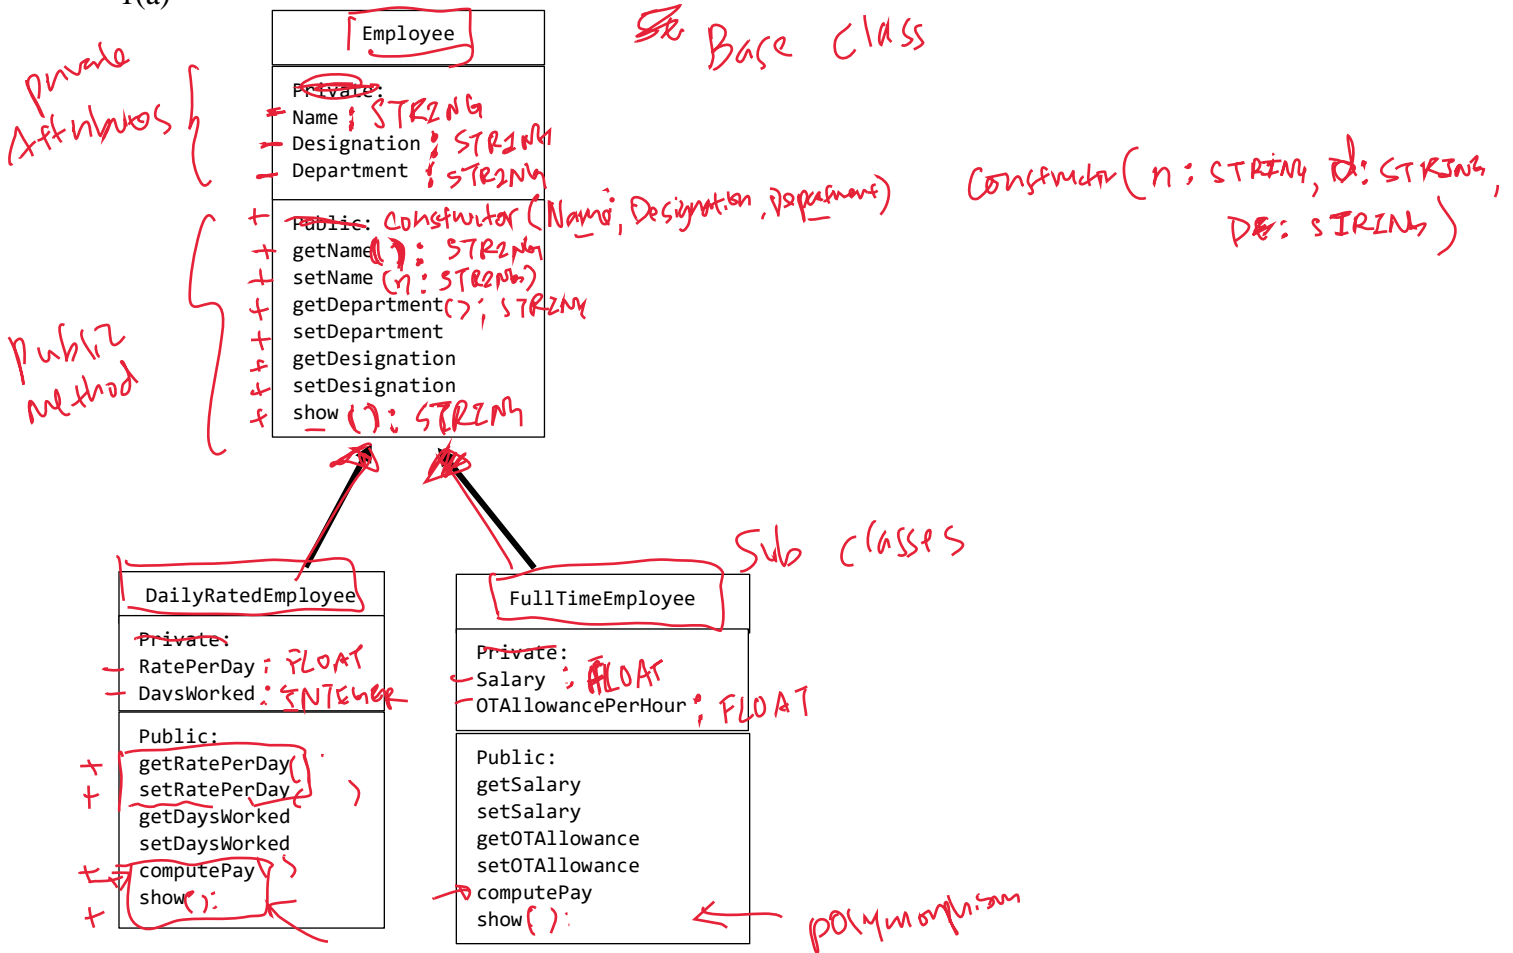 1(a)
Employee
Base Class
private
Attributes
Private:
- Name : STRING
- Designation : STRING
- Department : STRING
+ Public: constructor (Name, Designation, Department)
constructor (n : STRING, d : STRING,
DE : STRING)
+ getName() : STRING
+ setName (n : STRING)
+ getDepartment() : STRING
+ setDepartment
+ getDesignation
+ setDesignation
+ show () : STRING
public
method
Sub classes
DailyRatedEmployee
Private:
- RatePerDay : FLOAT
- DaysWorked : INTEGER
Public:
+ getRatePerDay(
+ setRatePerDay( )
getDaysWorked
setDaysWorked
+ computePay( )
+ show():
FullTimeEmployee
Private:
- Salary : FLOAT
- OTAllowancePerHour : FLOAT
Public:
getSalary
setSalary
getOTAllowance
setOTAllowance
computePay
show():
polymorphism